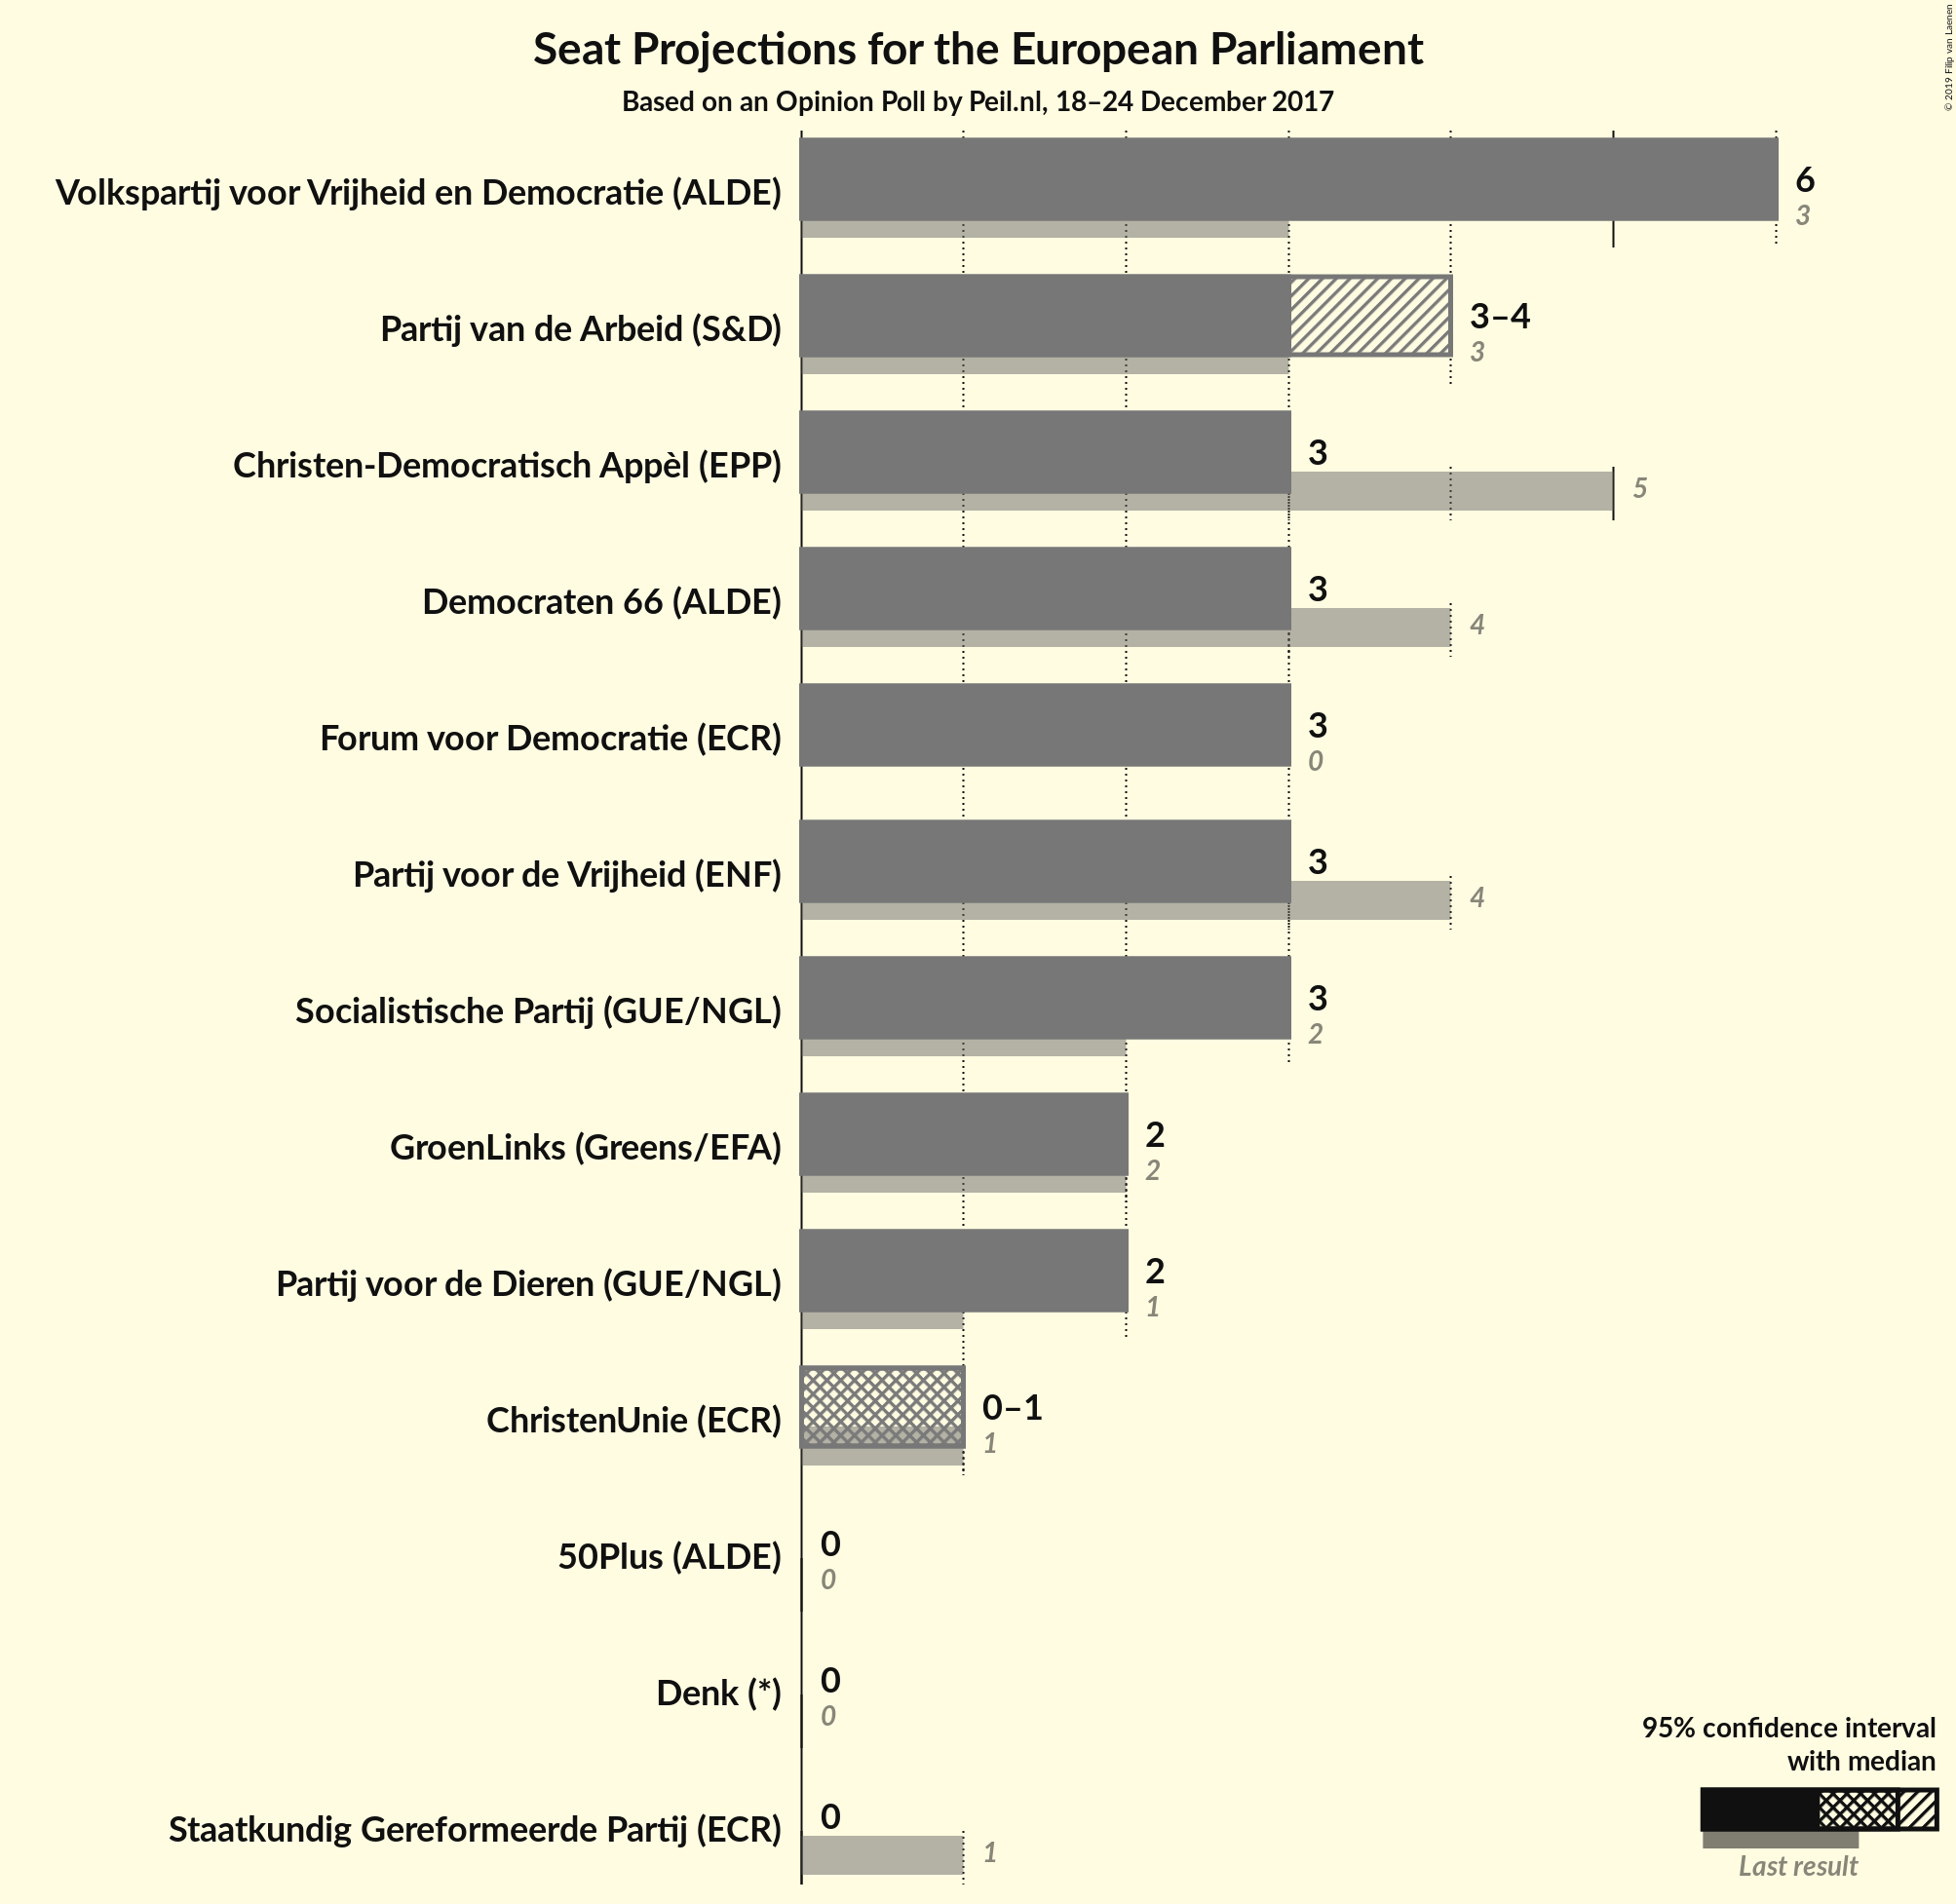 Seat Projections for the European Parliament
Based on an Opinion Poll by Peil.nl, 18–24 December 2017
© 2019 Filip van Laenen
Volkspartij voor Vrijheid en Democratie (ALDE)
6
3
Partij van de Arbeid (S&D)
3–4
3
Christen-Democratisch Appèl (EPP)
3
5
Democraten 66 (ALDE)
3
4
Forum voor Democratie (ECR)
3
0
Partij voor de Vrijheid (ENF)
3
4
Socialistische Partij (GUE/NGL)
3
2
GroenLinks (Greens/EFA)
2
2
Partij voor de Dieren (GUE/NGL)
2
1
ChristenUnie (ECR)
0–1
1
50Plus (ALDE)
0
0
Denk (*)
0
0
Staatkundig Gereformeerde Partij (ECR)
0
1
95% confidence interval
with median
Last result